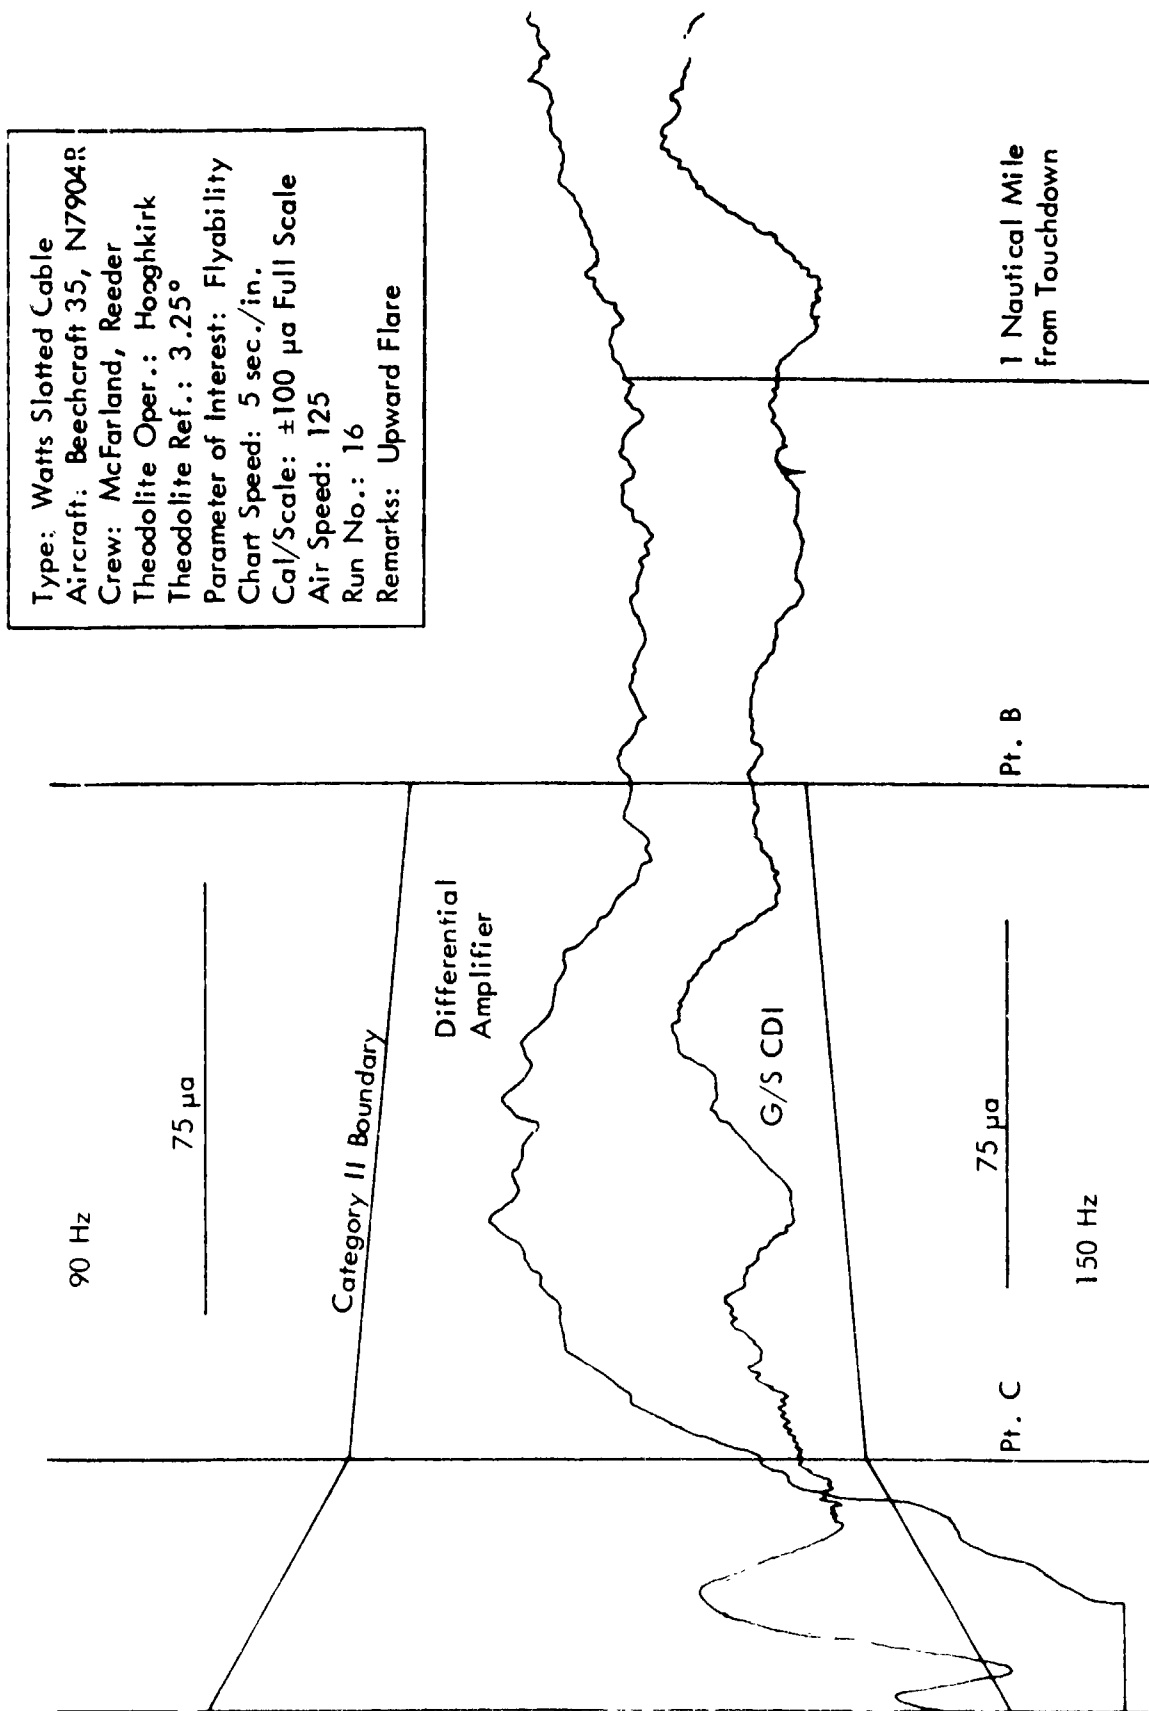 Type: Watts Slotted Cable
Aircraft: Beechcraft 35, N7904R
Crew: McFarland, Reeder
Theodolite Oper.: Hooghkirk
Theodolite Ref.: 3.25°
Parameter of Interest: Flyability
Chart Speed: 5 sec./in.
Cal/Scale: ±100 μa Full Scale
Air Speed: 125
Run No.: 16
Remarks: Upward Flare
90 Hz
75 μa
Category II Boundary
Differential
Amplifier
G/S CDI
75 μa
150 Hz
Pt. C
Pt. B
1 Nautical Mile
from Touchdown